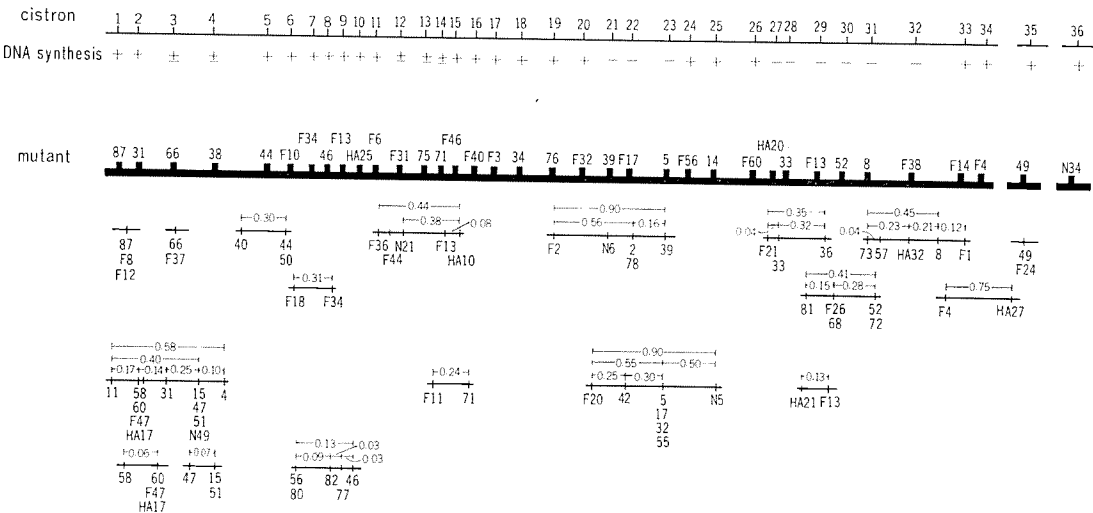 cistron 1 2 3 4 5 6 7 8 9 10 11 12 13 14 15 16 17 18 19 20 21 22 23 24 25 26 27 28 29 30 31 32 33 34 35 36
DNA synthesis + + ± ± + + + + + + + ± ± ± + + + + + + − − − + + + − − − − − − + + + +
F34 F13 F6 F46 HA20
mutant 87 31 66 38 44 F10 46 HA25 F31 75 71 F40 F3 34 76 F32 39 F17 5 F56 14 F60 33 F13 52 8 F38 F14 F4 49 N34
0.44 0.90 0.35 0.45
0.30 0.38 0.08 0.56 0.16 0.04 0.32 0.04 0.23 0.21 0.12
87 66 40 44 F36 N21 F13 F2 N6 2 39 F21 36 73 57 HA32 8 F1 49
F8 F37 50 F44 HA10 78 33 F24
F12
0.31 0.41 0.75
0.15 0.28
F18 F34 81 F26 52 F4 HA27
68 72
0.58 0.90
0.40 0.55 0.50
0.17 0.14 0.25 0.10 0.24 0.25 0.30 0.13
11 58 31 15 4 F11 71 F20 42 5 N5 HA21 F13
60 47 17
F47 51 32
HA17 N49 55
0.13 0.03
0.06 0.07 0.09 0.03
58 60 47 15 56 82 46
F47 51 80 77
HA17